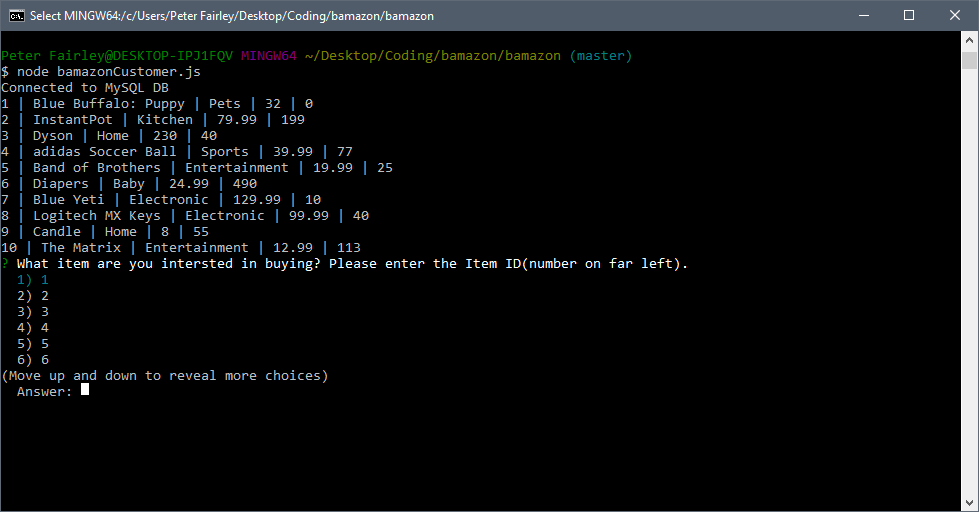 Select MINGW64:/c/Users/Peter Fairley/Desktop/Coding/bamazon/bamazon
Peter Fairley@DESKTOP-IPJ1FQV MINGW64 ~/Desktop/Coding/bamazon/bamazon (master)
$ node bamazonCustomer.js
Connected to MySQL DB
1 | Blue Buffalo: Puppy | Pets | 32 | 0
2 | InstantPot | Kitchen | 79.99 | 199
3 | Dyson | Home | 230 | 40
4 | adidas Soccer Ball | Sports | 39.99 | 77
5 | Band of Brothers | Entertainment | 19.99 | 25
6 | Diapers | Baby | 24.99 | 490
7 | Blue Yeti | Electronic | 129.99 | 10
8 | Logitech MX Keys | Electronic | 99.99 | 40
9 | Candle | Home | 8 | 55
10 | The Matrix | Entertainment | 12.99 | 113
? What item are you intersted in buying? Please enter the Item ID(number on far left).
1) 1
2) 2
3) 3
4) 4
5) 5
6) 6
(Move up and down to reveal more choices)
Answer: